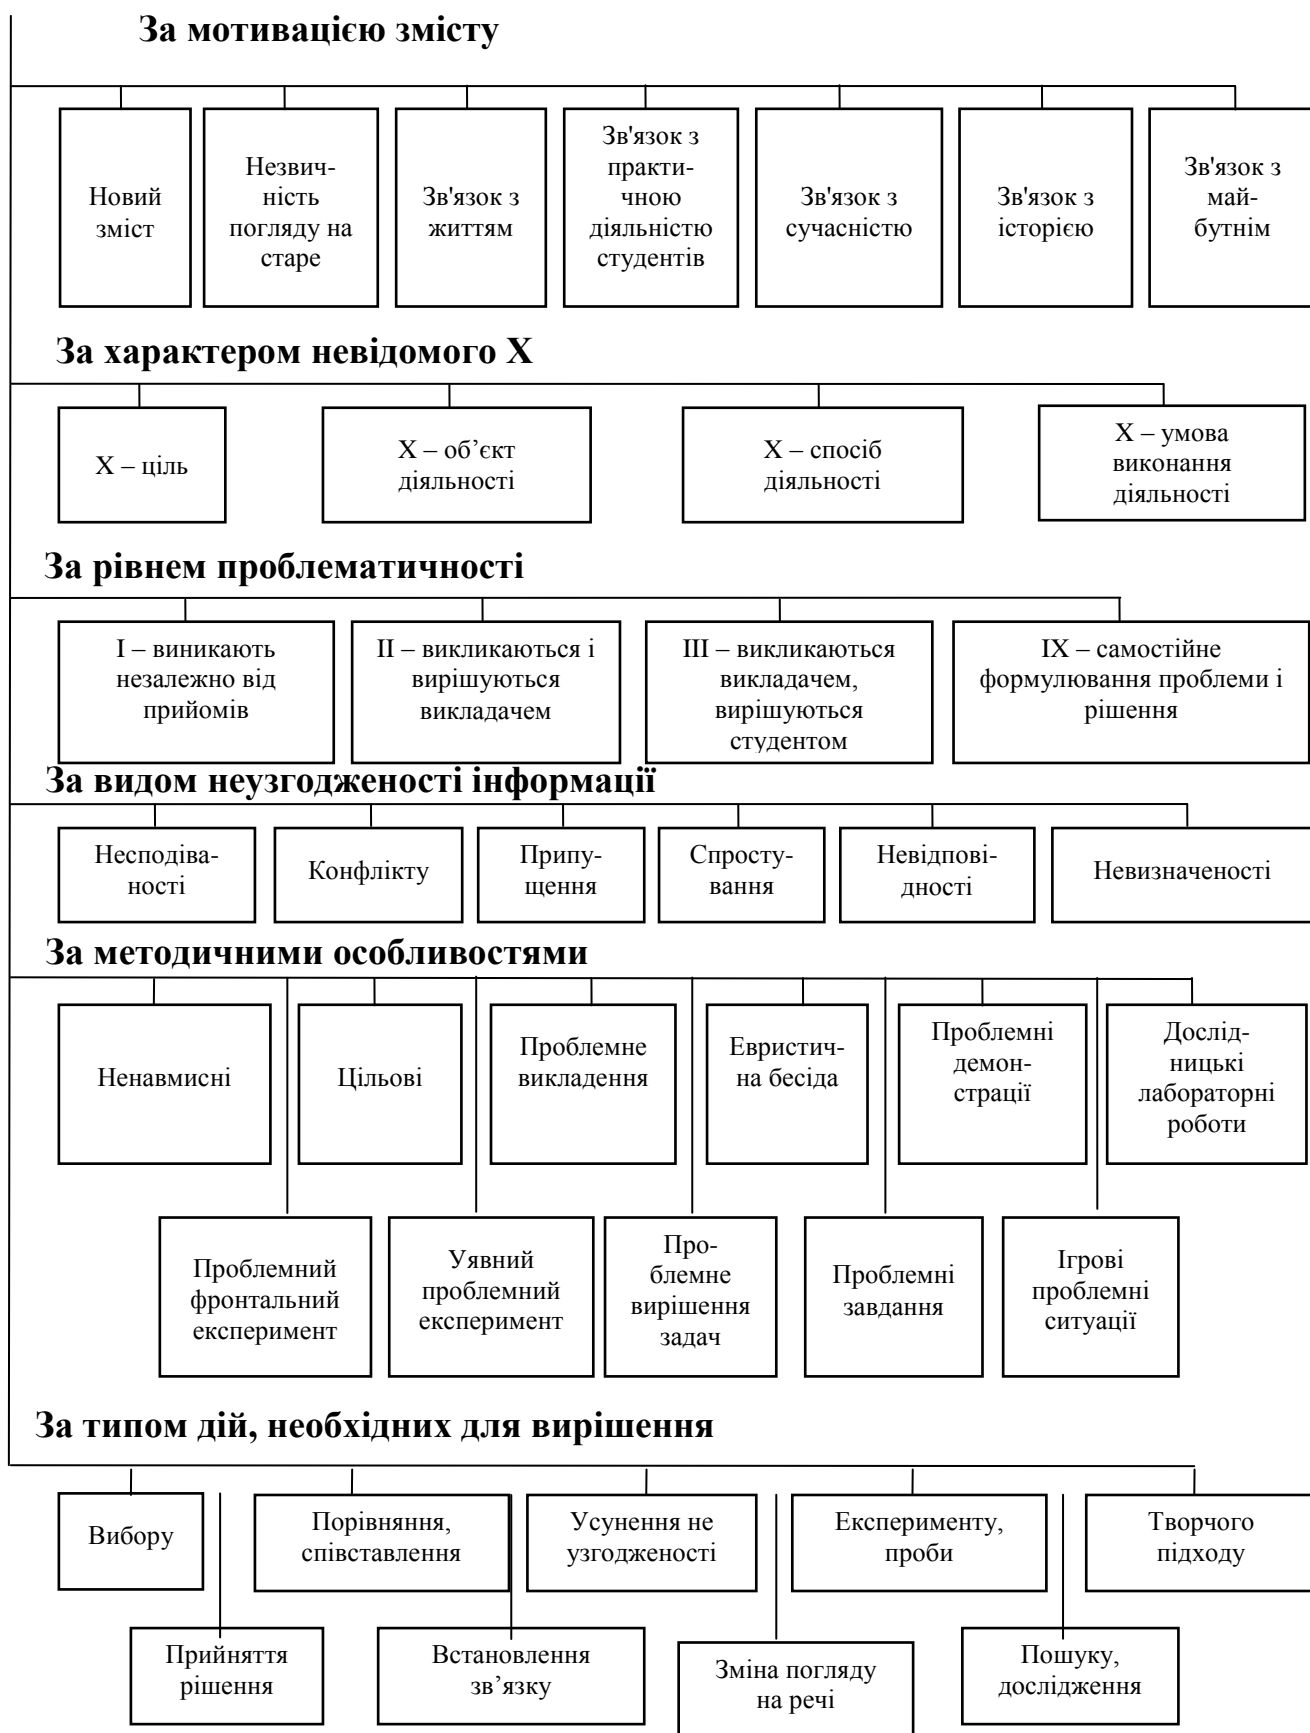 За мотивацією змісту
Новий
зміст
Незвич-
ність
погляду на
старе
Зв'язок з
життям
Зв'язок з
практи-
чною
діяльністю
студентів
Зв'язок з
сучасністю
Зв'язок з
історією
Зв'язок з
май-
бутнім
За характером невідомого Х
Х – ціль
Х – об’єкт
діяльності
Х – спосіб
діяльності
Х – умова
виконання
діяльності
За рівнем проблематичності
І – виникають
незалежно від
прийомів
ІІ – викликаються і
вирішуються
викладачем
ІІІ – викликаються
викладачем,
вирішуються
студентом
ІХ – самостійне
формулювання проблеми і
рішення
За видом неузгодженості інформації
Несподіва-
ності
Конфлікту
Припу-
щення
Спросту-
вання
Невідпові-
дності
Невизначеності
За методичними особливостями
Ненавмисні
Цільові
Проблемне
викладення
Евристич-
на бесіда
Проблемні
демон-
страції
Дослід-
ницькі
лабораторні
роботи
Проблемний
фронтальний
експеримент
Уявний
проблемний
експеримент
Про-
блемне
вирішення
задач
Проблемні
завдання
Ігрові
проблемні
ситуації
За типом дій, необхідних для вирішення
Вибору
Порівняння,
співставлення
Усунення не
узгодженості
Експерименту,
проби
Творчого
підходу
Прийняття
рішення
Встановлення
зв’язку
Зміна погляду
на речі
Пошуку,
дослідження